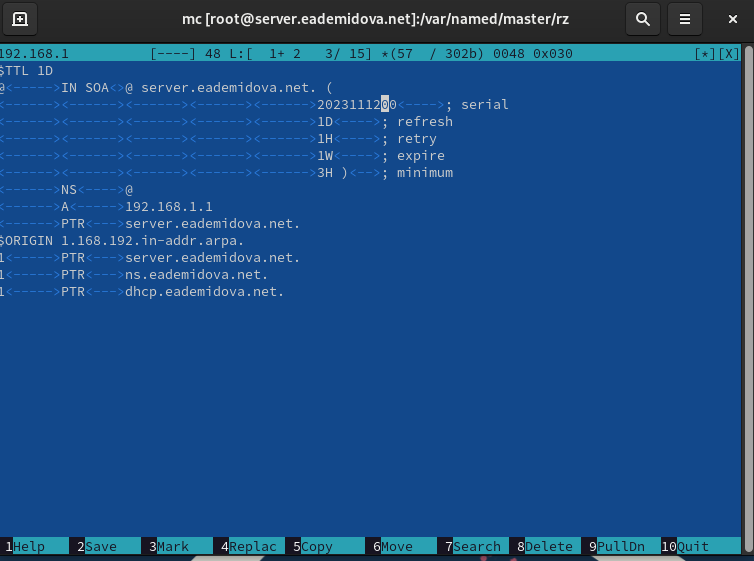 mc [root@server.eademidova.net]:/var/named/master/rz
192.168.1 [----] 48 L:[ 1+ 2 3/ 15] *(57 / 302b) 0048 0x030 [*][X]
$TTL 1D
@<----->IN SOA<>@ server.eademidova.net. (
<------><------><------><------><------>2023111200<---->; serial
<------><------><------><------><------>1D<---->; refresh
<------><------><------><------><------>1H<---->; retry
<------><------><------><------><------>1W<---->; expire
<------><------><------><------><------>3H )<-->; minimum
<------>NS<---->@
<------>A<----->192.168.1.1
<------>PTR<--->server.eademidova.net.
$ORIGIN 1.168.192.in-addr.arpa.
1<----->PTR<--->server.eademidova.net.
1<----->PTR<--->ns.eademidova.net.
1<----->PTR<--->dhcp.eademidova.net.
1Help 2Save 3Mark 4Replac 5Copy 6Move 7Search 8Delete 9PullDn 10Quit